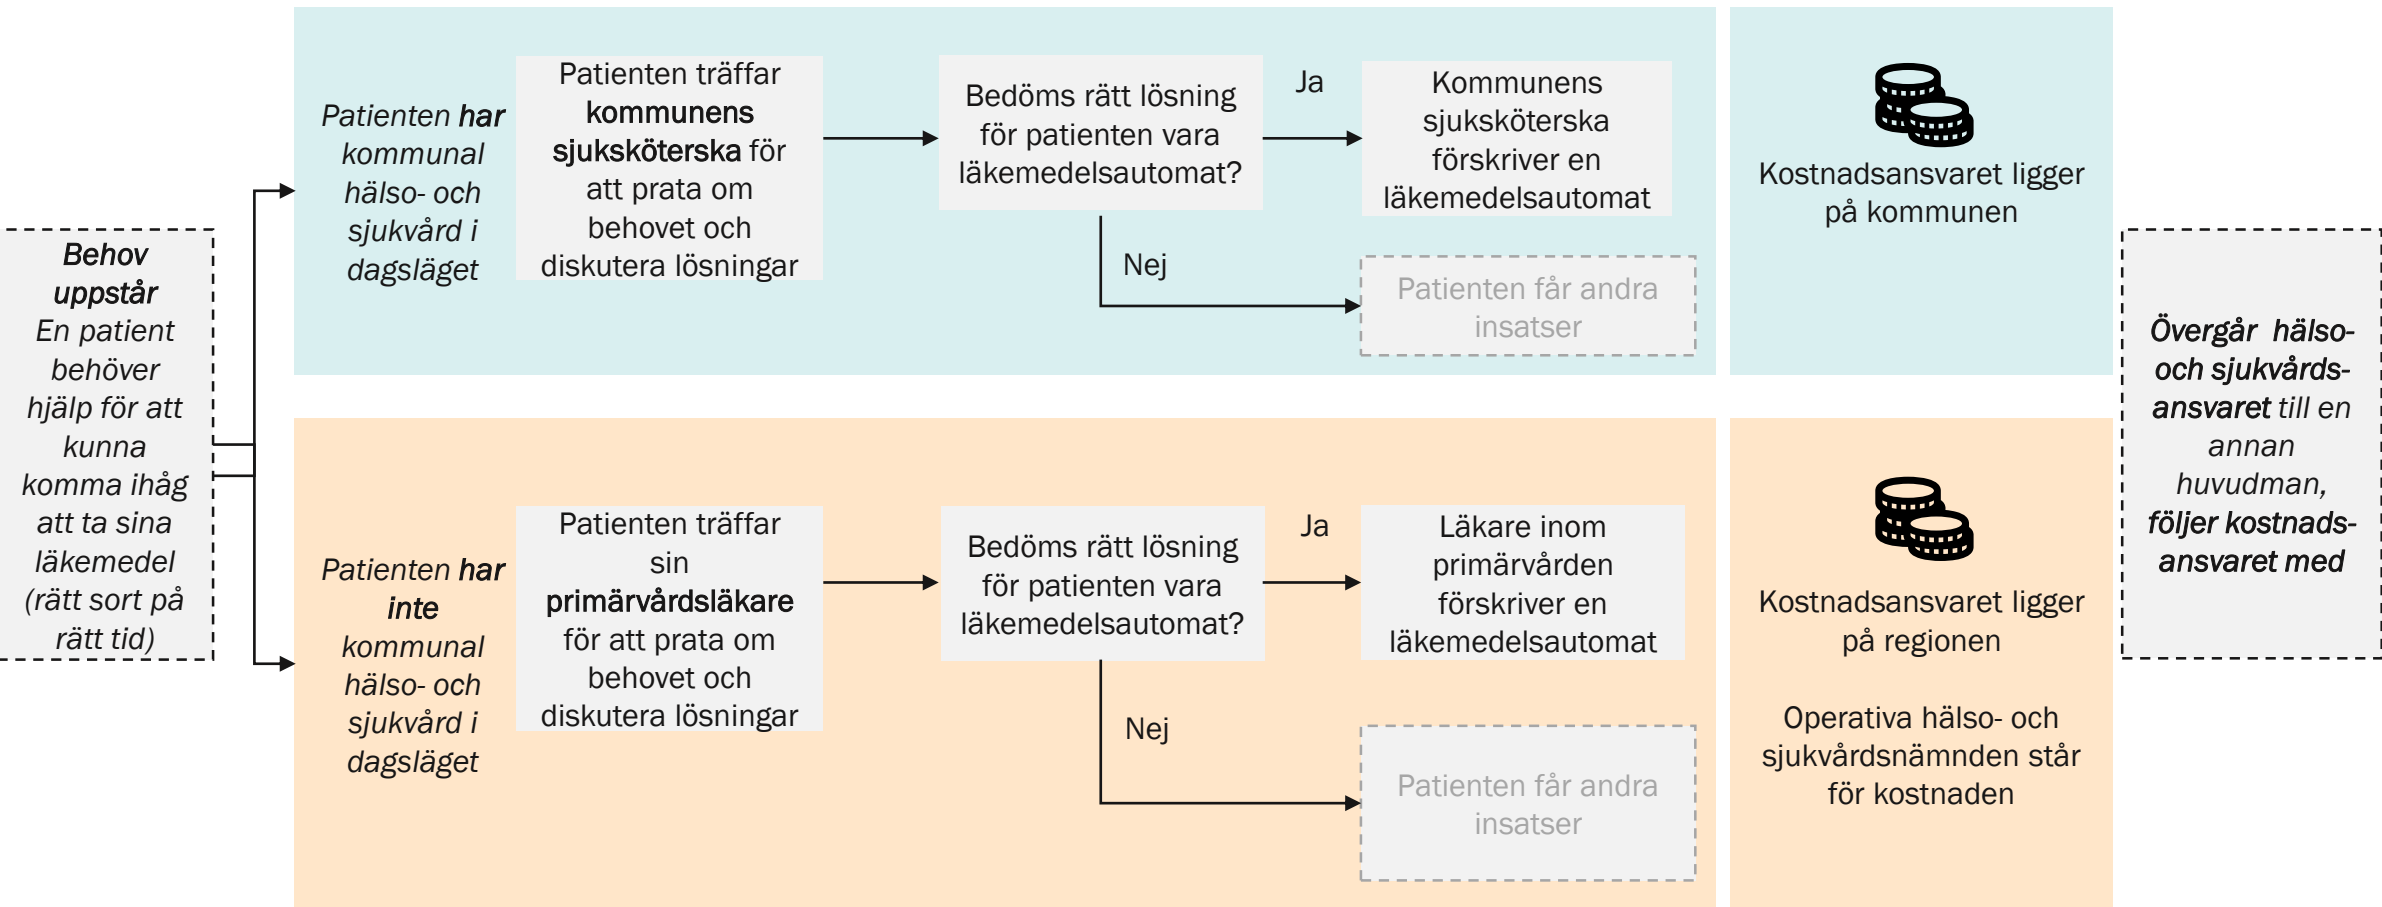 Behov
uppstår
En patient
behöver
hjälp för att
kunna
komma ihåg
att ta sina
läkemedel
(rätt sort på
rätt tid)
Patienten har
kommunal
hälso- och
sjukvård i
dagsläget
Patienten träffar
kommunens
sjuksköterska för
att prata om
behovet och
diskutera lösningar
Bedöms rätt lösning
för patienten vara
läkemedelsautomat?
Ja
Kommunens
sjuksköterska
förskriver en
läkemedelsautomat
Nej
Patienten får andra
insatser
Kostnadsansvaret ligger
på kommunen
Patienten har
inte
kommunal
hälso- och
sjukvård i
dagsläget
Patienten träffar
sin
primärvårdsläkare
för att prata om
behovet och
diskutera lösningar
Bedöms rätt lösning
för patienten vara
läkemedelsautomat?
Ja
Läkare inom
primärvården
förskriver en
läkemedelsautomat
Nej
Patienten får andra
insatser
Kostnadsansvaret ligger
på regionen
Operativa hälso- och
sjukvårdsnämnden står
för kostnaden
Övergår hälso-
och sjukvårds-
ansvaret till en
annan
huvudman,
följer kostnads-
ansvaret med